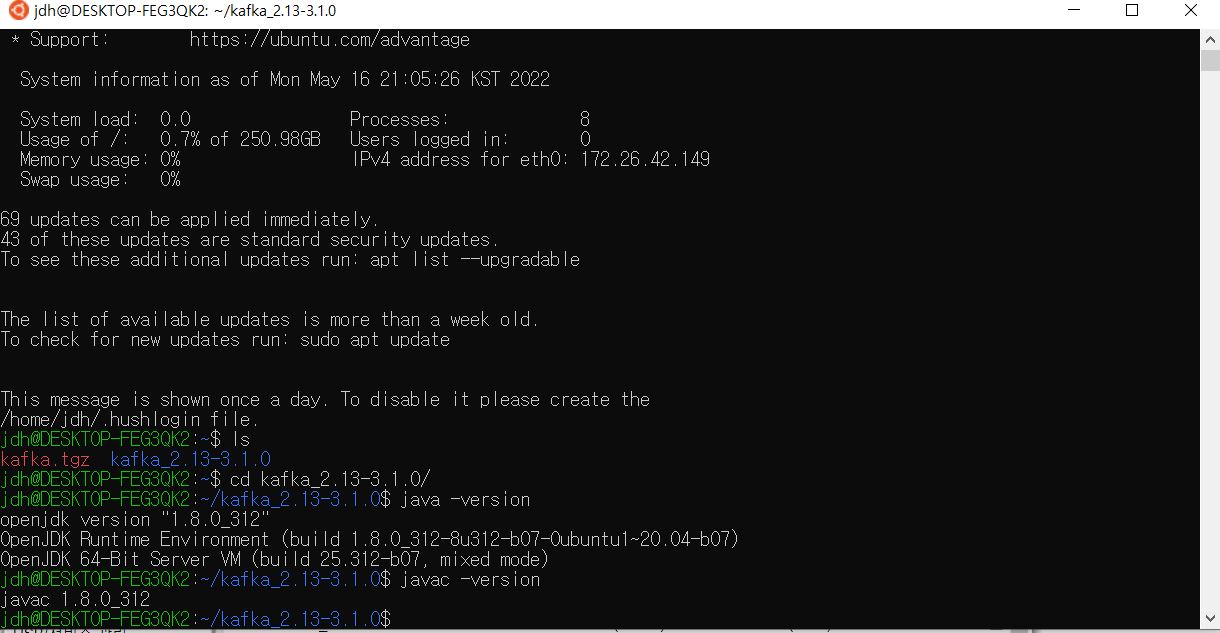 jdh@DESKTOP-FEG3QK2: ~/kafka_2.13-3.1.0
* Support: https://ubuntu.com/advantage
System information as of Mon May 16 21:05:26 KST 2022
System load: 0.0 Processes: 8
Usage of /: 0.7% of 250.98GB Users logged in: 0
Memory usage: 0% IPv4 address for eth0: 172.26.42.149
Swap usage: 0%
69 updates can be applied immediately.
43 of these updates are standard security updates.
To see these additional updates run: apt list --upgradable
The list of available updates is more than a week old.
To check for new updates run: sudo apt update
This message is shown once a day. To disable it please create the
/home/jdh/.hushlogin file.
jdh@DESKTOP-FEG3QK2:~$ ls
kafka.tgz kafka_2.13-3.1.0
jdh@DESKTOP-FEG3QK2:~$ cd kafka_2.13-3.1.0/
jdh@DESKTOP-FEG3QK2:~/kafka_2.13-3.1.0$ java -version
openjdk version "1.8.0_312"
OpenJDK Runtime Environment (build 1.8.0_312-8u312-b07-0ubuntu1~20.04-b07)
OpenJDK 64-Bit Server VM (build 25.312-b07, mixed mode)
jdh@DESKTOP-FEG3QK2:~/kafka_2.13-3.1.0$ javac -version
javac 1.8.0_312
jdh@DESKTOP-FEG3QK2:~/kafka_2.13-3.1.0$